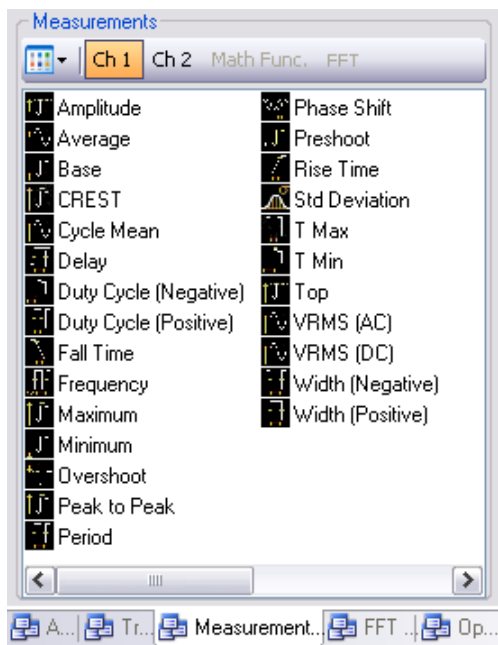 Measurements
Ch 1 Ch 2 Math Func. FFT
Amplitude
Average
Base
CREST
Cycle Mean
Delay
Duty Cycle (Negative)
Duty Cycle (Positive)
Fall Time
Frequency
Maximum
Minimum
Overshoot
Peak to Peak
Period
Phase Shift
Preshoot
Rise Time
Std Deviation
T Max
T Min
Top
VRMS (AC)
VRMS (DC)
Width (Negative)
Width (Positive)
A... Tr... Measurement... FFT ... Op...